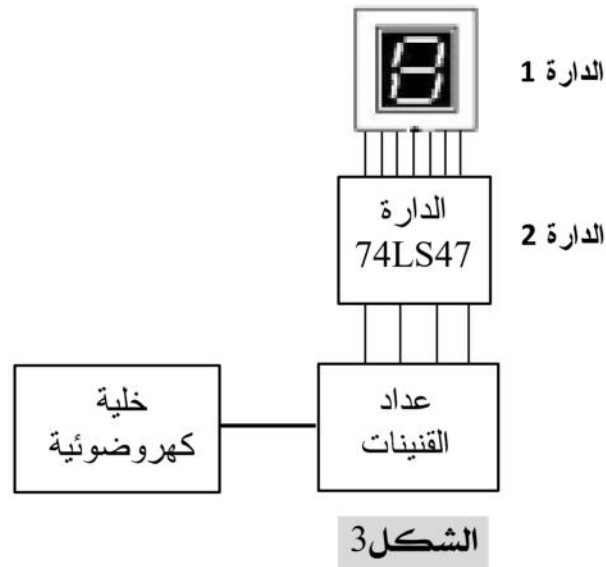 الدارة 1
الدارة
74LS47
الدارة 2
خلية
كهروضوئية
عداد
القنينات
الشكل3